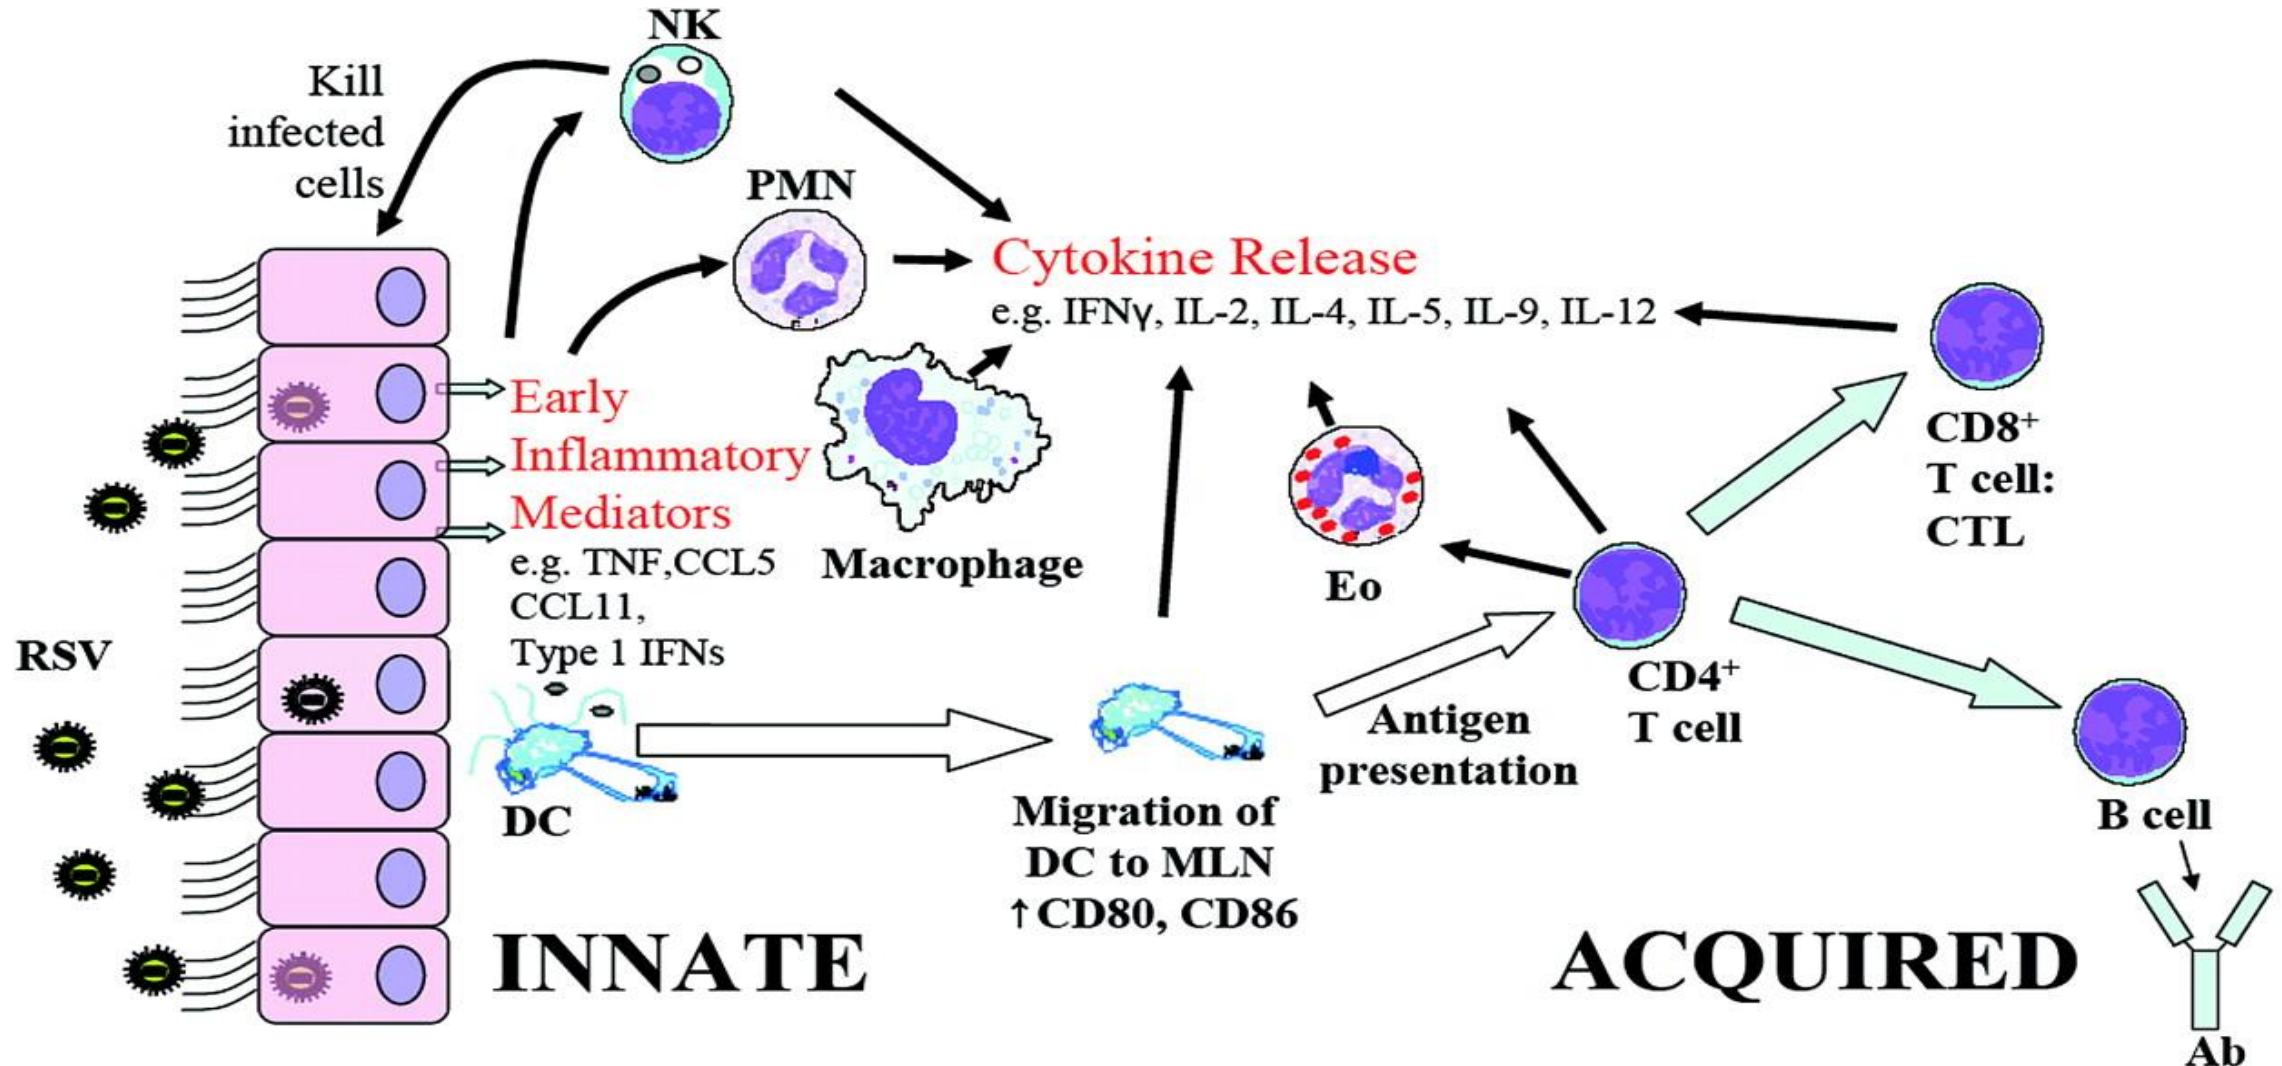 NK
Kill
infected
cells
PMN
Cytokine Release
e.g. IFNγ, IL-2, IL-4, IL-5, IL-9, IL-12
Early
Inflammatory
Mediators
e.g. TNF,CCL5
CCL11,
Type 1 IFNs
Macrophage
Eo
CD8⁺
T cell:
CTL
RSV
DC
Migration of
DC to MLN
↑CD80, CD86
Antigen
presentation
CD4⁺
T cell
B cell
INNATE
ACQUIRED
Ab